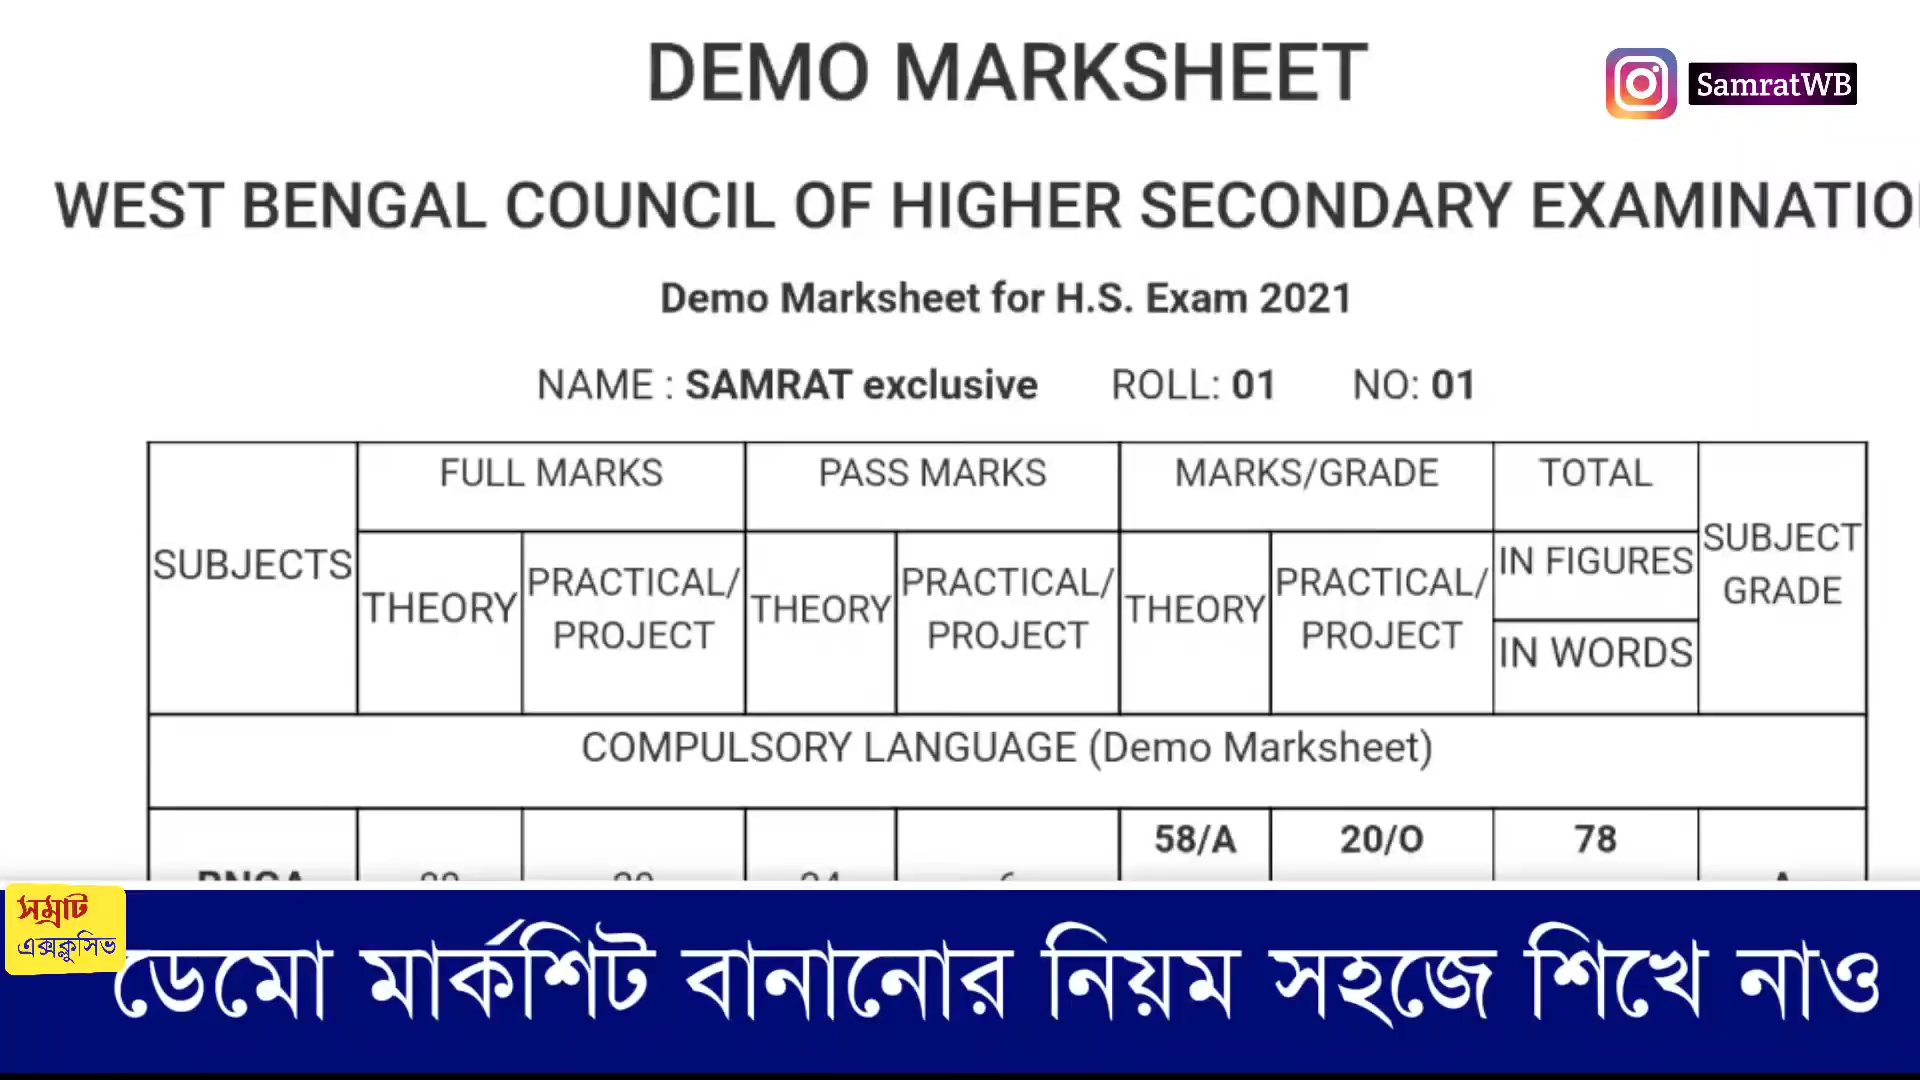 DEMO MARKSHEET
SamratWB
WEST BENGAL COUNCIL OF HIGHER SECONDARY EXAMINATIO
Demo Marksheet for H.S. Exam 2021
NAME : SAMRAT exclusive ROLL: 01 NO: 01
FULL MARKS PASS MARKS MARKS/GRADE TOTAL
SUBJECTS
THEORY
PRACTICAL/
PROJECT
THEORY
PRACTICAL/
PROJECT
THEORY
PRACTICAL/
PROJECT
IN FIGURES
IN WORDS
SUBJECT
GRADE
COMPULSORY LANGUAGE (Demo Marksheet)
58/A 20/O 78
সম্রাট
এক্সক্লুসিভ
ডেমো মার্কশিট বানানোর নিয়ম সহজে শিখে নাও